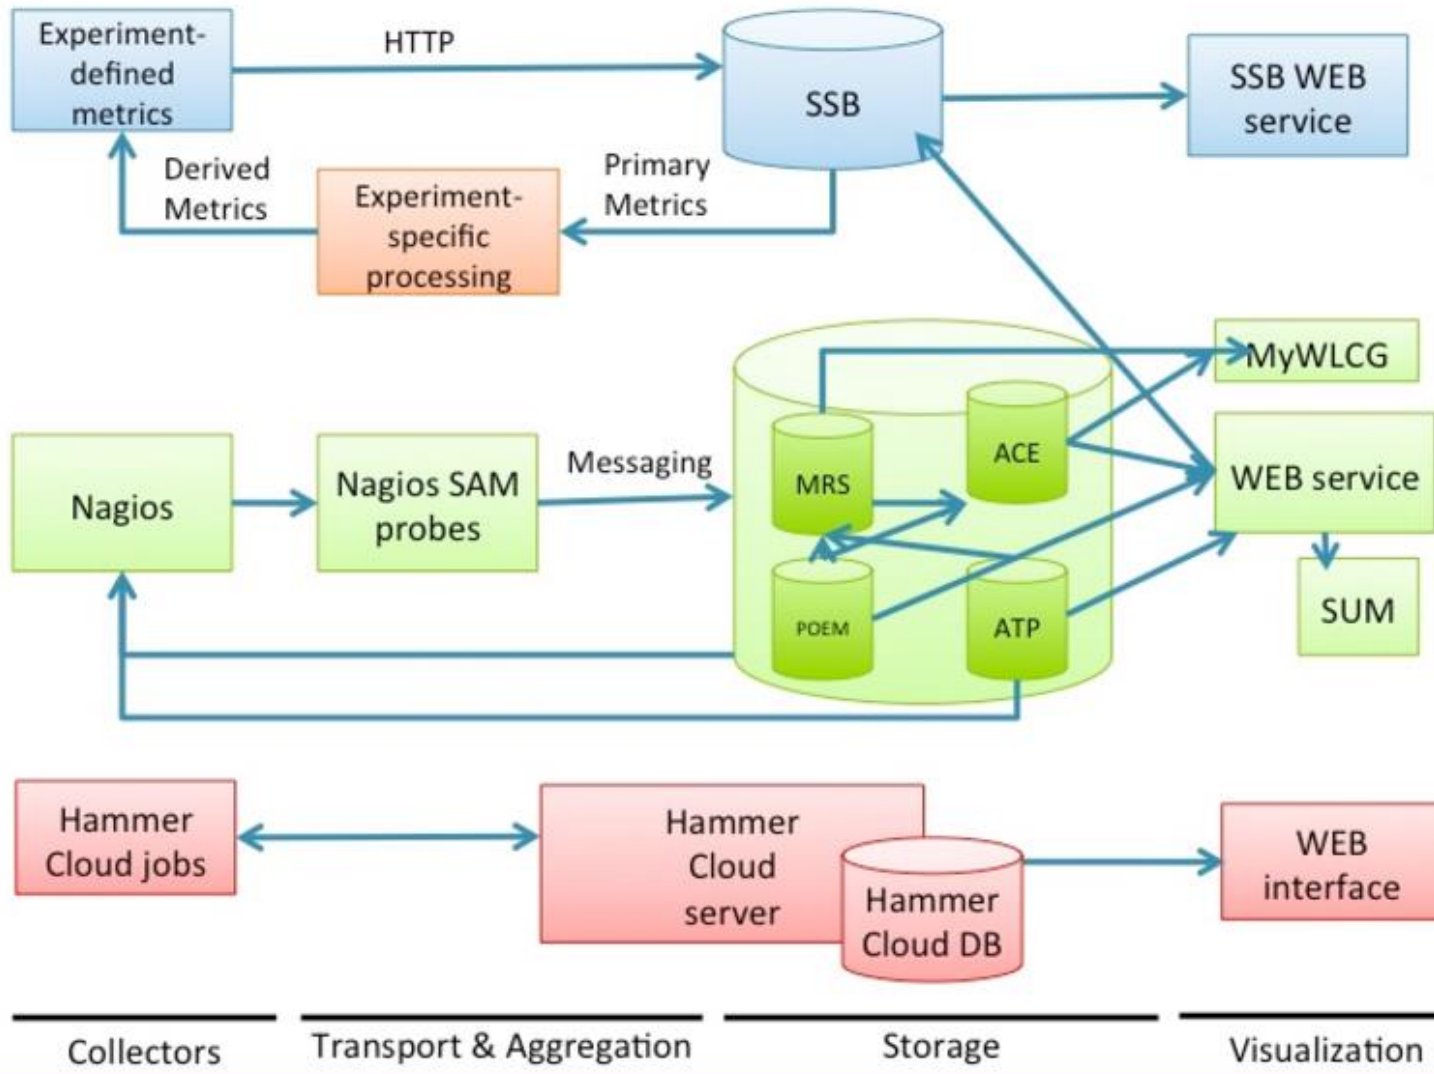 Experiment-
defined
metrics
HTTP
SSB
SSB WEB
service
Derived
Metrics
Experiment-
specific
processing
Primary
Metrics
MyWLCG
Nagios
Nagios SAM
probes
Messaging
MRS
ACE
WEB service
POEM
ATP
SUM
Hammer
Cloud jobs
Hammer
Cloud
server
Hammer
Cloud DB
WEB
interface
Collectors
Transport & Aggregation
Storage
Visualization